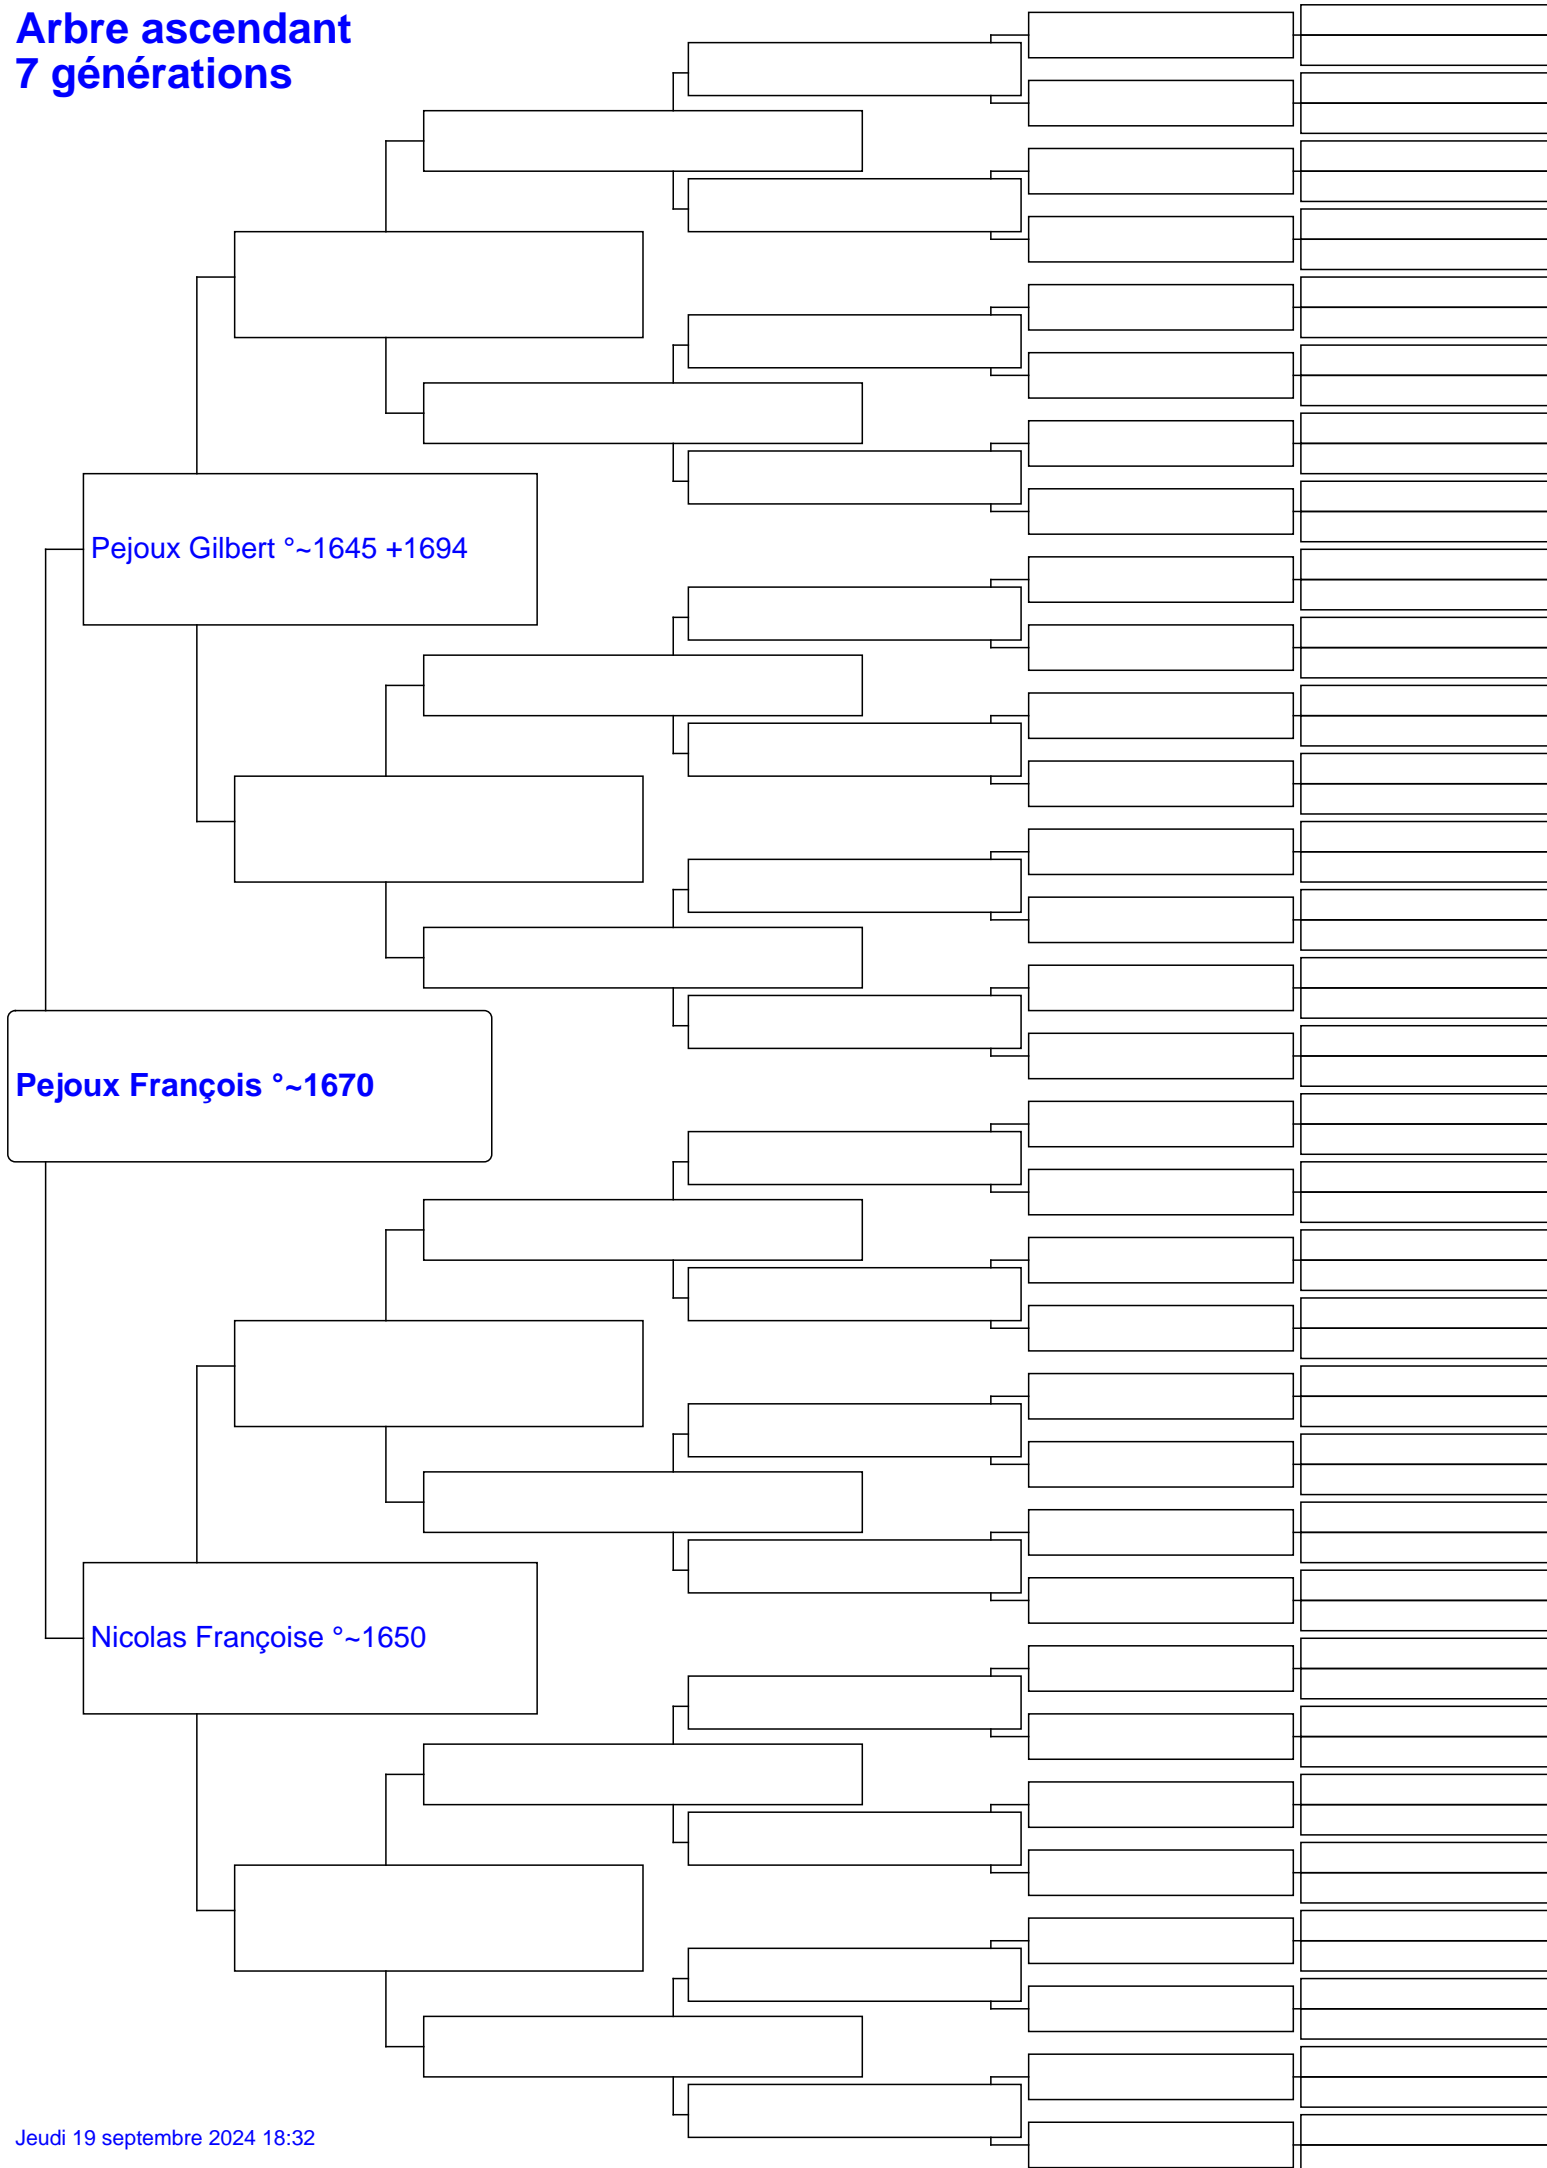 Arbre ascendant
7 générations
Pejoux Gilbert °~1645 +1694
Pejoux François °~1670
Nicolas Françoise °~1650
Jeudi 19 septembre 2024 18:32